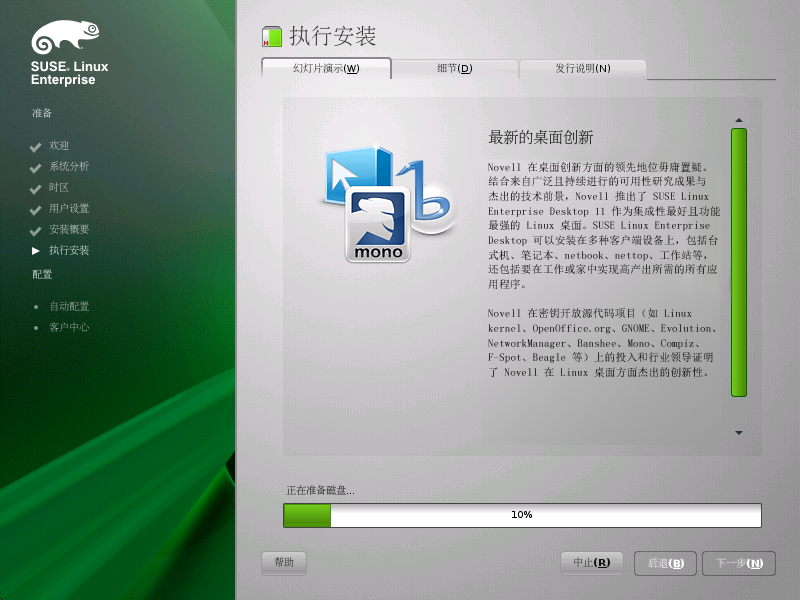 SUSE Linux
Enterprise
准备
欢迎
系统分析
时区
用户设置
安装概要
执行安装
配置
自动配置
客户中心
执行安装
幻灯片演示(W)
细节(D)
发行说明(N)
最新的桌面创新
Novell 在桌面创新方面的领先地位毋庸置疑。
结合来自广泛且持续进行的可用性研究成果与
杰出的技术前景，Novell 推出了 SUSE Linux
Enterprise Desktop 11 作为集成性最好且功能
最强的 Linux 桌面。SUSE Linux Enterprise
Desktop 可以安装在多种客户端设备上，包括台
式机、笔记本、netbook、nettop、工作站等，
还包括要在工作或家中实现高产出所需的所有应
用程序。
Novell 在密钥开放源代码项目（如 Linux
kernel、OpenOffice.org、GNOME、Evolution、
NetworkManager、Banshee、Mono、Compiz、
F-Spot、Beagle 等）上的投入和行业领导证明
了 Novell 在 Linux 桌面方面杰出的创新性。
mono
正在准备磁盘...
10%
帮助
中止(R)
后退(B)
下一步(N)